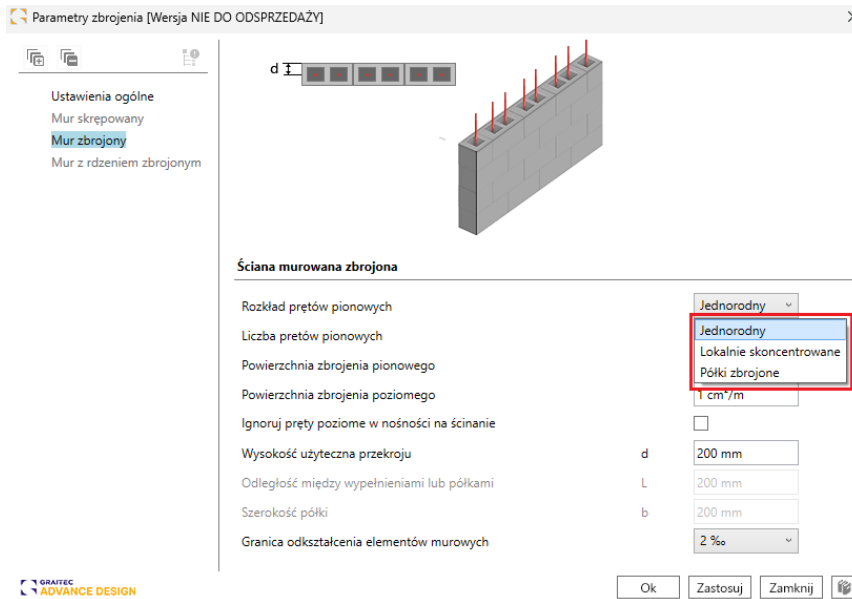 Parametry zbrojenia [Wersja NIE DO ODSPRZEDAŻY]
Ustawienia ogólne
Mur skrępowany
Mur zbrojony
Mur z rdzeniem zbrojonym
d
Ściana murowana zbrojona
Rozkład prętów pionowych Jednorodny
Liczba pretów pionowych
Jednorodny
Lokalnie skoncentrowane
Półki zbrojone
Powierzchnia zbrojenia pionowego
Powierzchnia zbrojenia poziomego 1 cm²/m
Ignoruj pręty poziome w nośności na ścinanie
Wysokość użyteczna przekroju d 200 mm
Odległość między wypełnieniami lub półkami L 200 mm
Szerokość półki b 200 mm
Granica odkształcenia elementów murowych 2 ‰
GRAITEC
ADVANCE DESIGN
Ok Zastosuj Zamknij